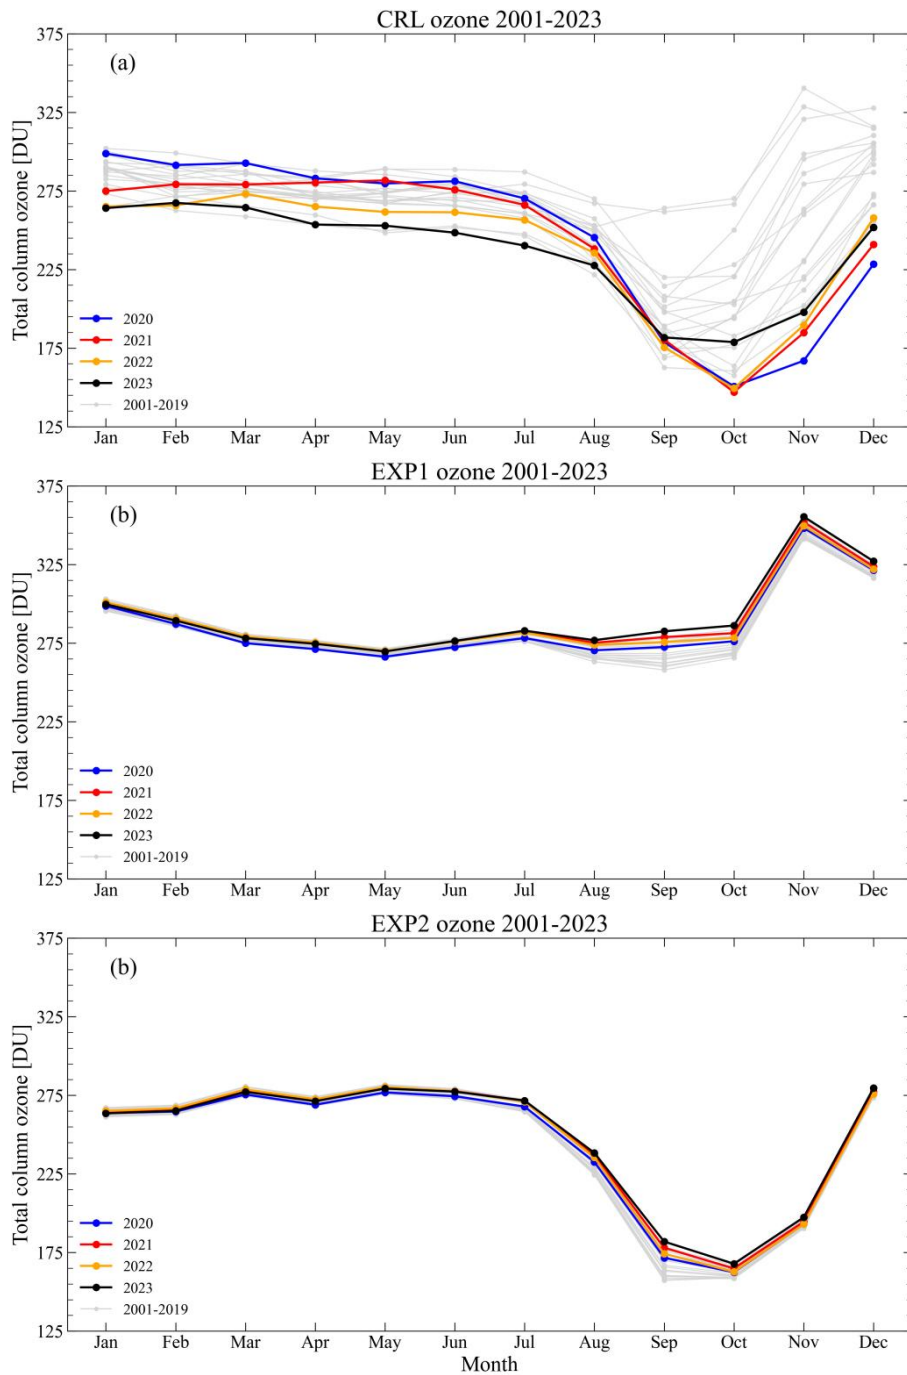 CRL ozone 2001-2023
375
(a)
325
275
225
175
125
Total column ozone [DU]
2020
2021
2022
2023
2001-2019
Jan Feb Mar Apr May Jun Jul Aug Sep Oct Nov Dec
EXP1 ozone 2001-2023
375
(b)
325
275
225
175
125
Total column ozone [DU]
2020
2021
2022
2023
2001-2019
Jan Feb Mar Apr May Jun Jul Aug Sep Oct Nov Dec
EXP2 ozone 2001-2023
375
(b)
325
275
225
175
125
Total column ozone [DU]
2020
2021
2022
2023
2001-2019
Jan Feb Mar Apr May Jun Jul Aug Sep Oct Nov Dec
Month